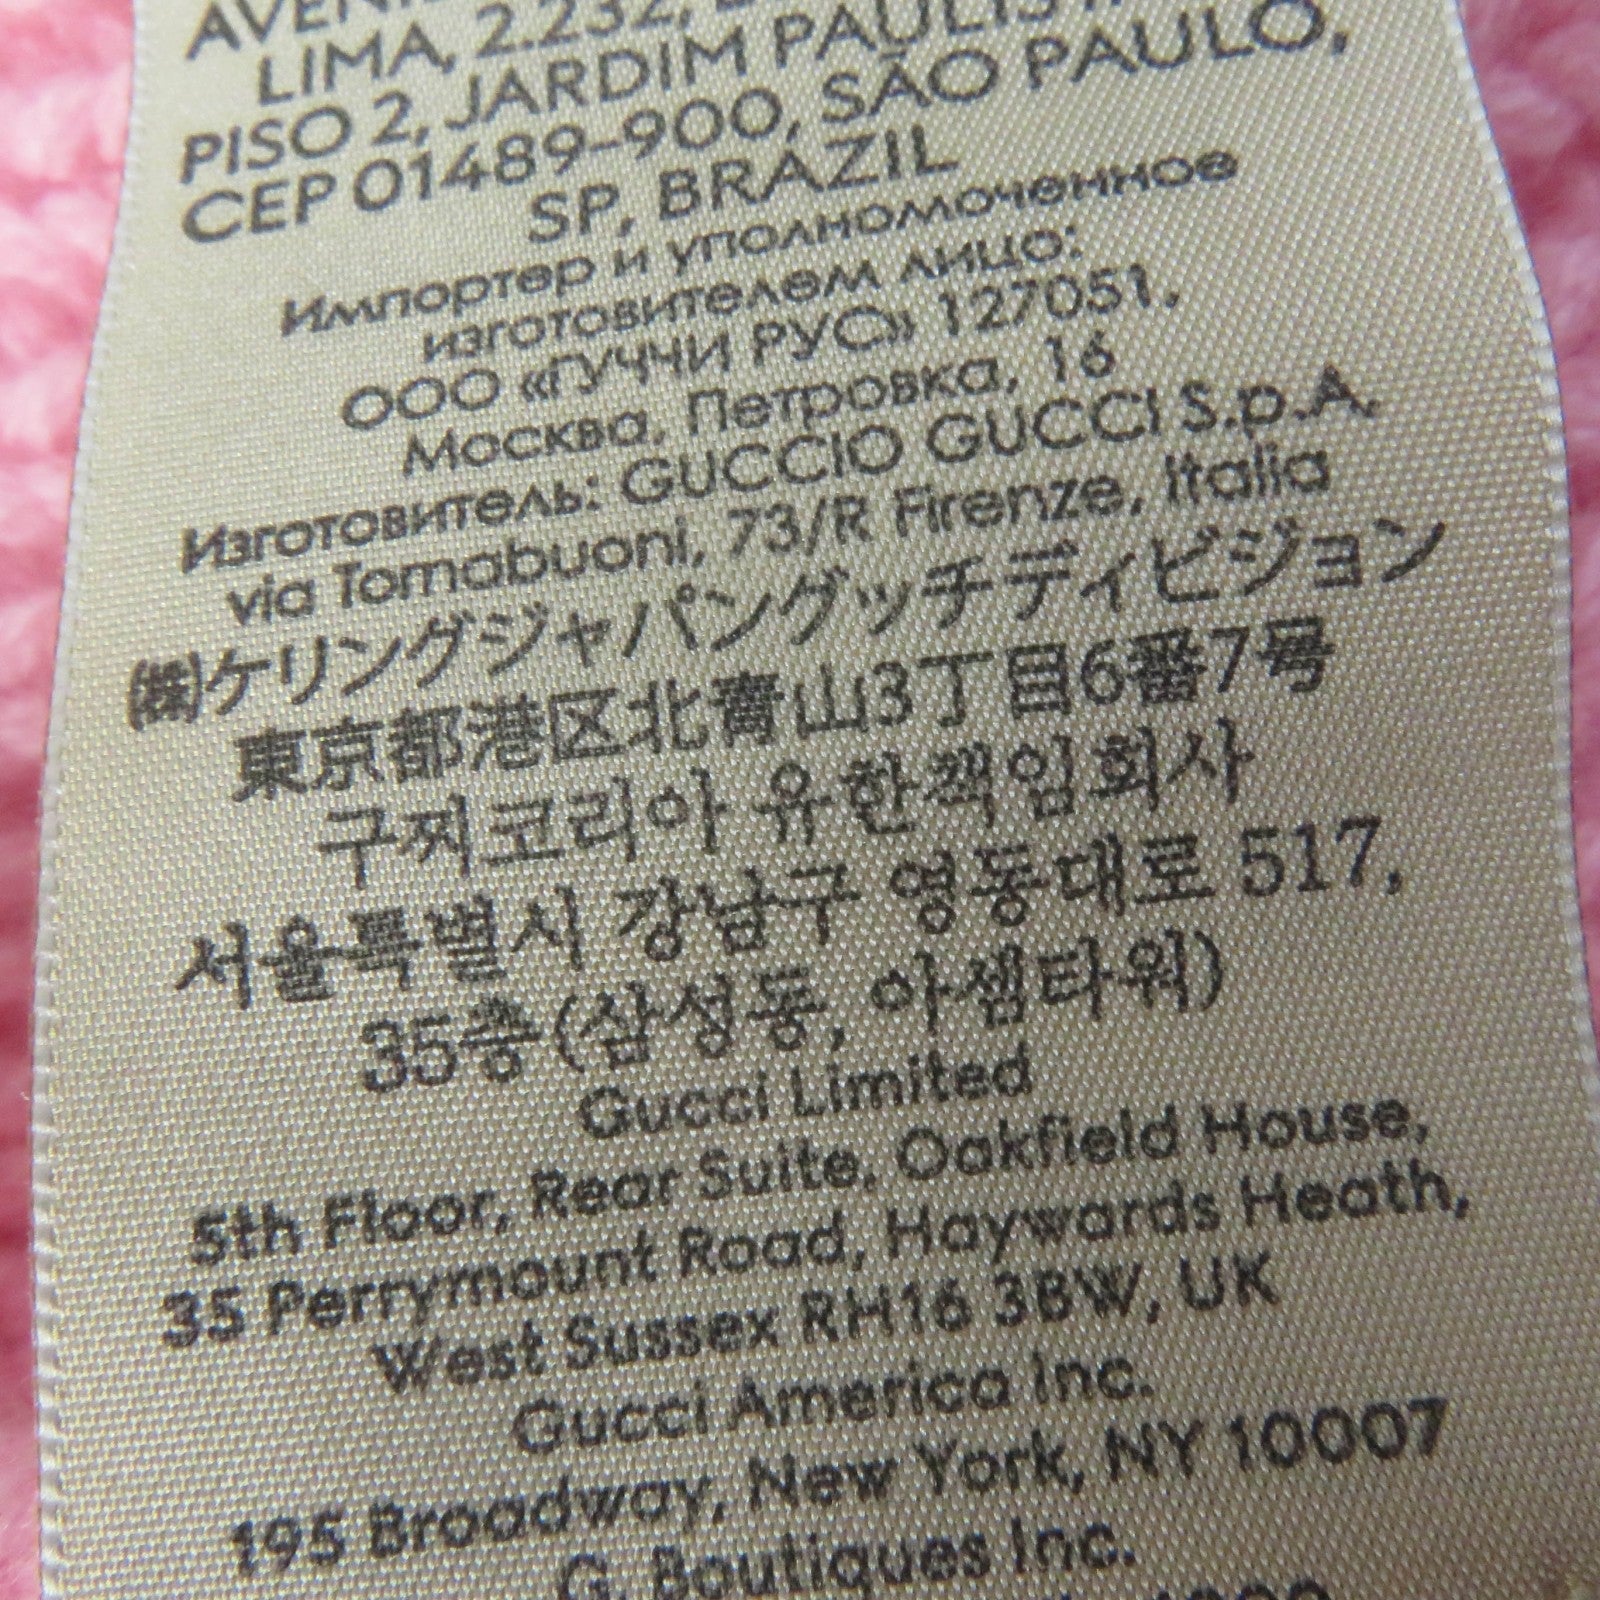 LIMA, 2.232,
PISO 2, JARDIM
CEP 01489-900, SÃO PAULO,
SP, BRAZIL
Импортер и уполномоченное
изготовителем лицо:
ООО «ГУЧЧИ РУС» 127051,
Москва, Петровка, 16
Изготовитель: GUCCIO GUCCI S.p.A.
via Tornabuoni, 73/R Firenze, Italia
㈱ケリングジャパングッチディビジョン
東京都港区北青山3丁目6番7号
구찌코리아 유한책임회사
서울특별시 강남구 영동대로 517,
35층 (삼성동, 아셈타워)
Gucci Limited
5th Floor, Rear Suite, Oakfield House,
35 Perrymount Road, Haywards Heath,
West Sussex RH16 3BW, UK
Gucci America Inc.
195 Broadway, New York, NY 10007
G. Boutiques Inc.